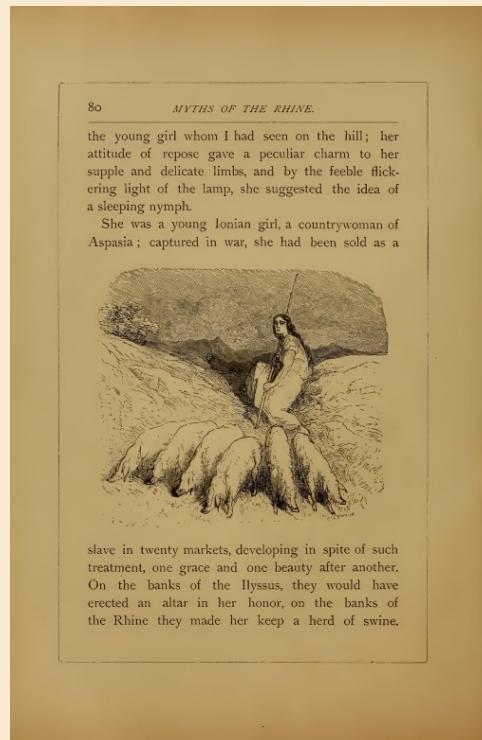 80
MYTHS OF THE RHINE.
the young girl whom I had seen on the hill; her
attitude of repose gave a peculiar charm to her
supple and delicate limbs, and by the feeble flick-
ering light of the lamp, she suggested the idea of
a sleeping nymph.
She was a young Ionian girl, a countrywoman of
Aspasia; captured in war, she had been sold as a
slave in twenty markets, developing in spite of such
treatment, one grace and one beauty after another.
On the banks of the Ilyssus, they would have
erected an altar in her honor, on the banks of
the Rhine they made her keep a herd of swine.